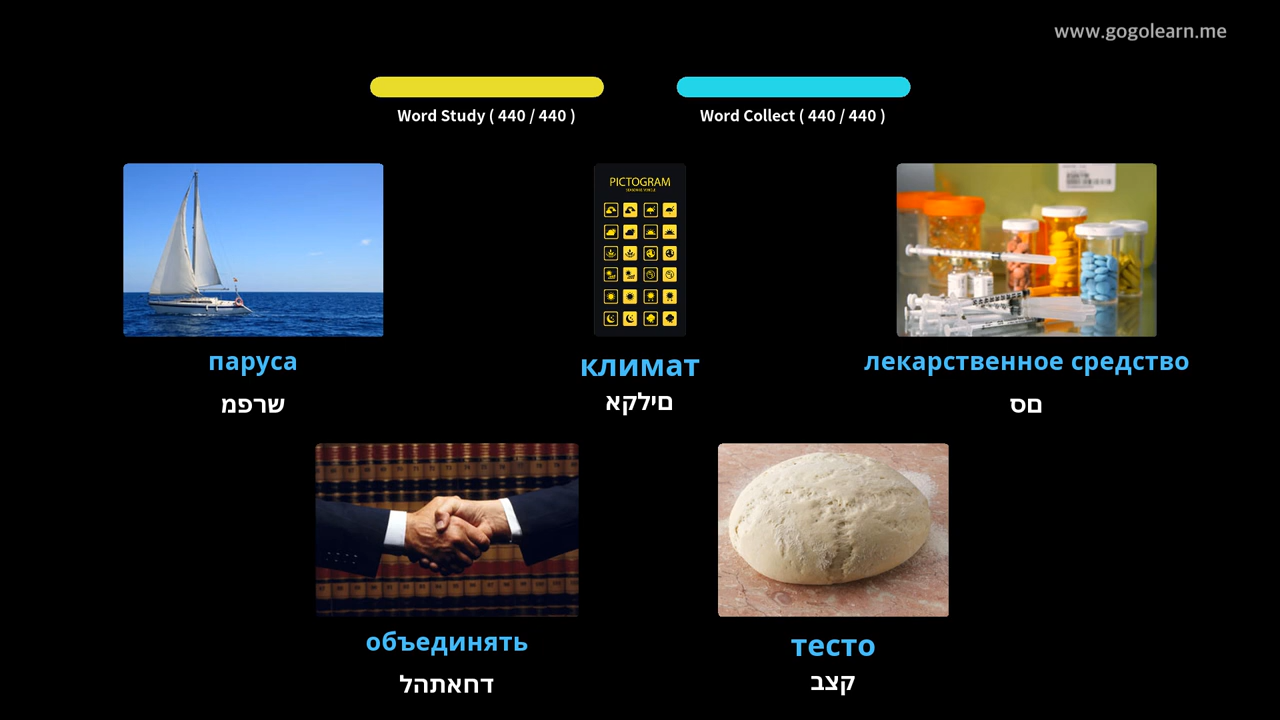 www.gogolearn.me
Word Study ( 440 / 440 )
Word Collect ( 440 / 440 )
PICTOGRAM
паруса
שרפמ
климат
םילקא
лекарственное средство
םס
объединять
דחאתהל
тесто
קצב